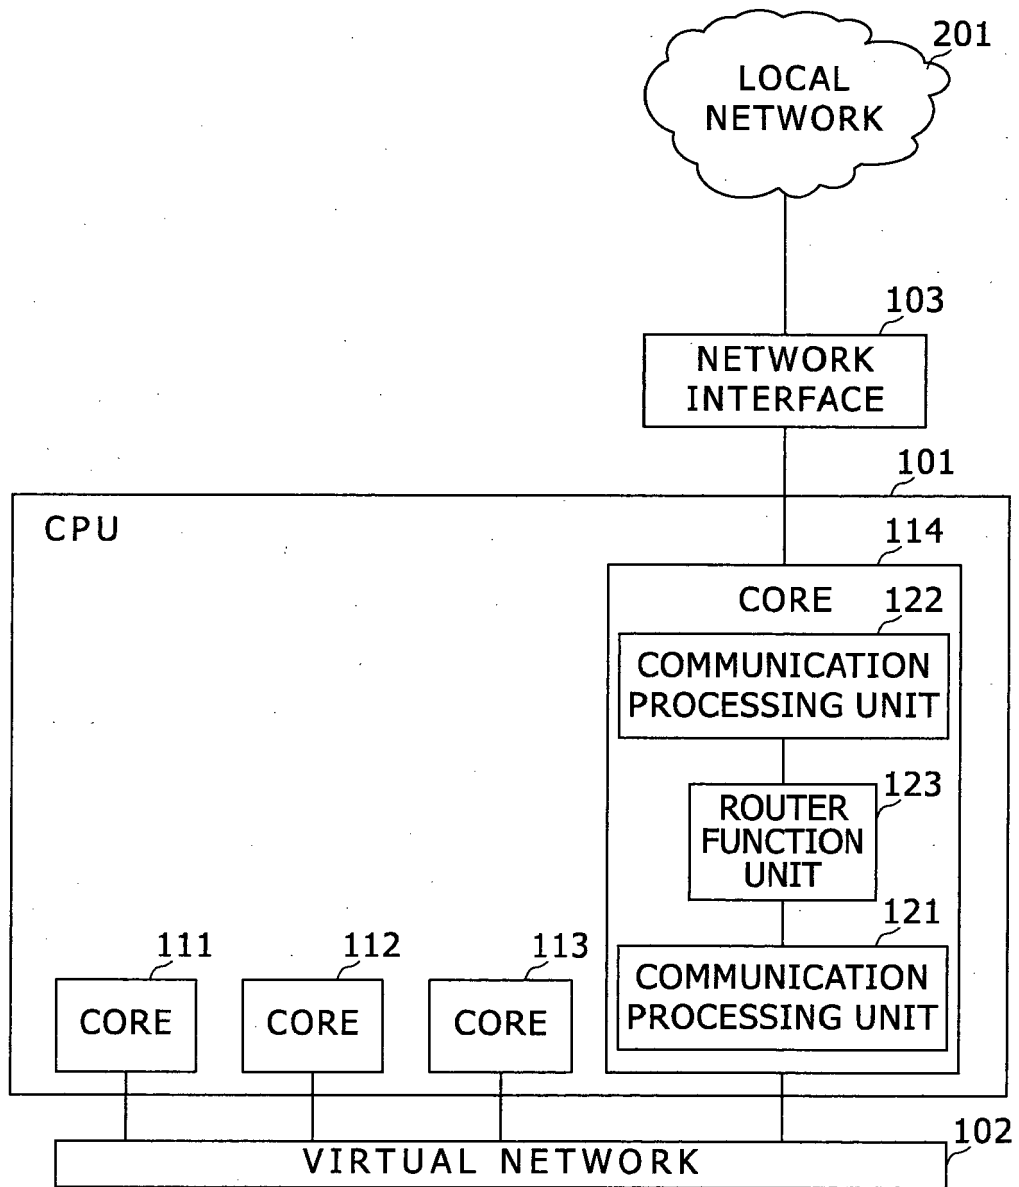 201
LOCAL
NETWORK
103
NETWORK
INTERFACE
101
CPU
114
CORE
122
COMMUNICATION
PROCESSING UNIT
123
ROUTER
FUNCTION
UNIT
121
COMMUNICATION
PROCESSING UNIT
111
CORE
112
CORE
113
CORE
102
VIRTUAL NETWORK